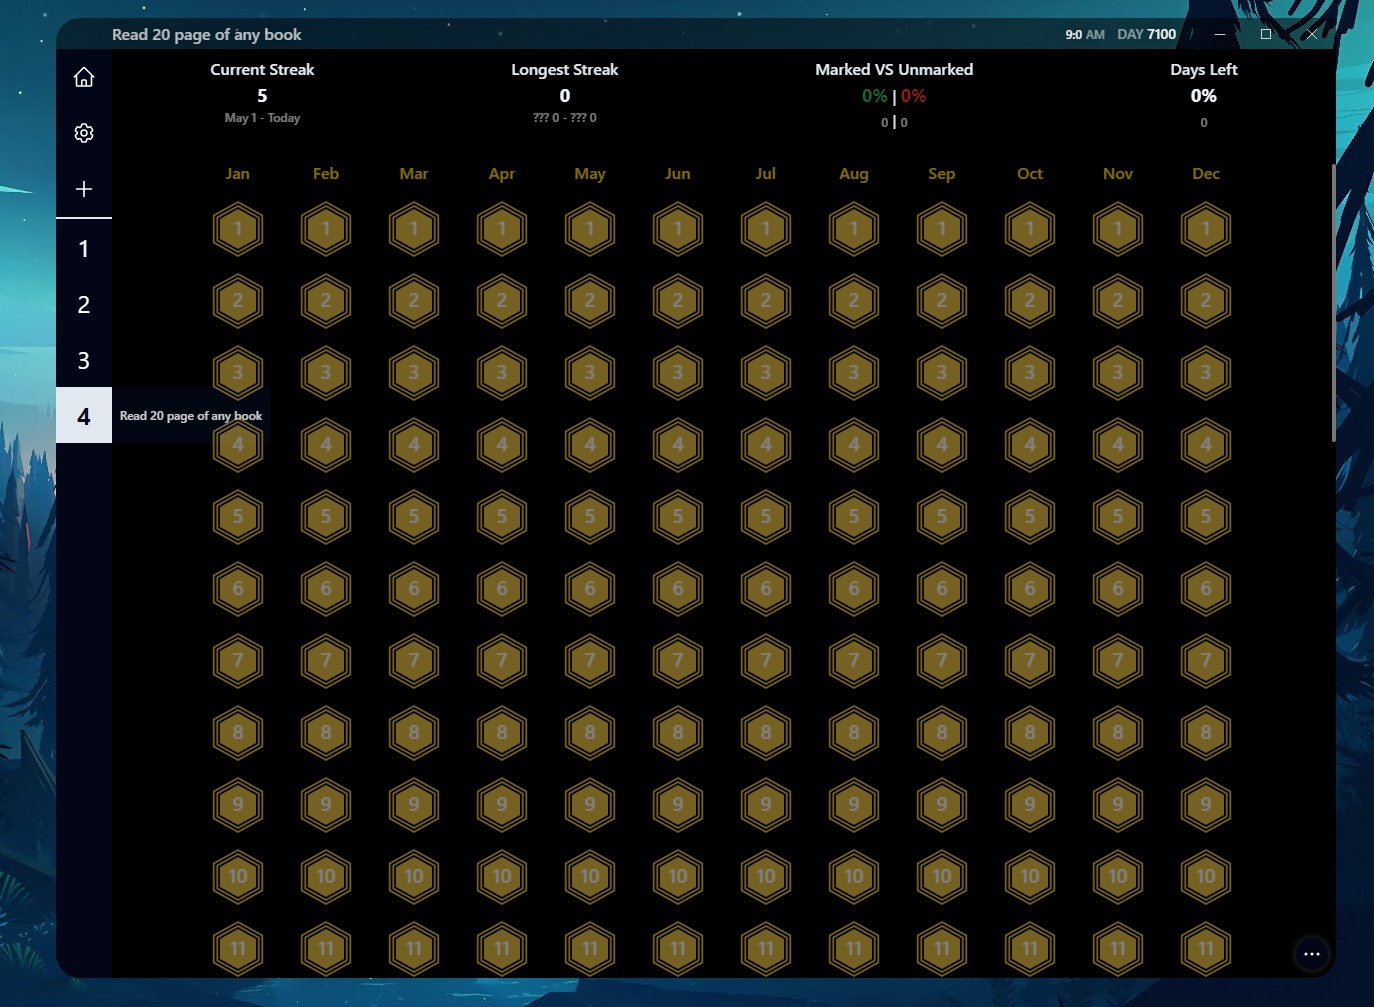 Read 20 page of any book
9:0 AM DAY 7100
Current Streak Longest Streak Marked VS Unmarked Days Left
5 0 0% | 0% 0%
May 1 - Today ??? 0 - ??? 0 0 | 0 0
Jan Feb Mar Apr May Jun Jul Aug Sep Oct Nov Dec
1 1 1 1 1 1 1 1 1 1 1 1
1
2 2 2 2 2 2 2 2 2 2 2 2
2
3 3 3 3 3 3 3 3 3 3 3 3
3
4 Read 20 page of any book
4 4 4 4 4 4 4 4 4 4 4 4
5 5 5 5 5 5 5 5 5 5 5 5
6 6 6 6 6 6 6 6 6 6 6 6
7 7 7 7 7 7 7 7 7 7 7 7
8 8 8 8 8 8 8 8 8 8 8 8
9 9 9 9 9 9 9 9 9 9 9 9
10 10 10 10 10 10 10 10 10 10 10 10
11 11 11 11 11 11 11 11 11 11 11 11